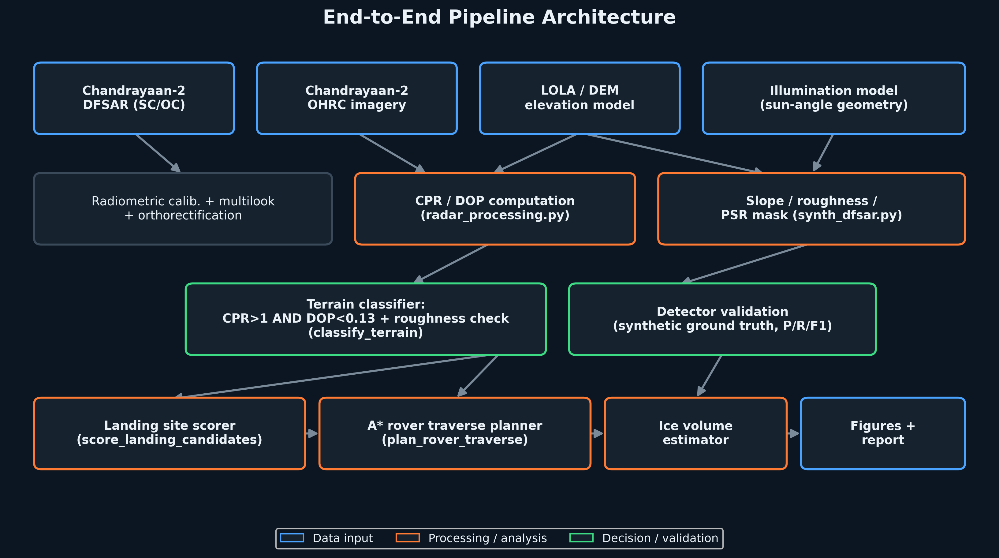 End-to-End Pipeline Architecture
Chandrayaan-2
DFSAR (SC/OC)
Chandrayaan-2
OHRC imagery
LOLA / DEM
elevation model
Illumination model
(sun-angle geometry)
Radiometric calib. + multilook
+ orthorectification
CPR / DOP computation
(radar_processing.py)
Slope / roughness /
PSR mask (synth_dfsar.py)
Terrain classifier:
CPR>1 AND DOP<0.13 + roughness check
(classify_terrain)
Detector validation
(synthetic ground truth, P/R/F1)
Landing site scorer
(score_landing_candidates)
A* rover traverse planner
(plan_rover_traverse)
Ice volume
estimator
Figures +
report
Data input
Processing / analysis
Decision / validation